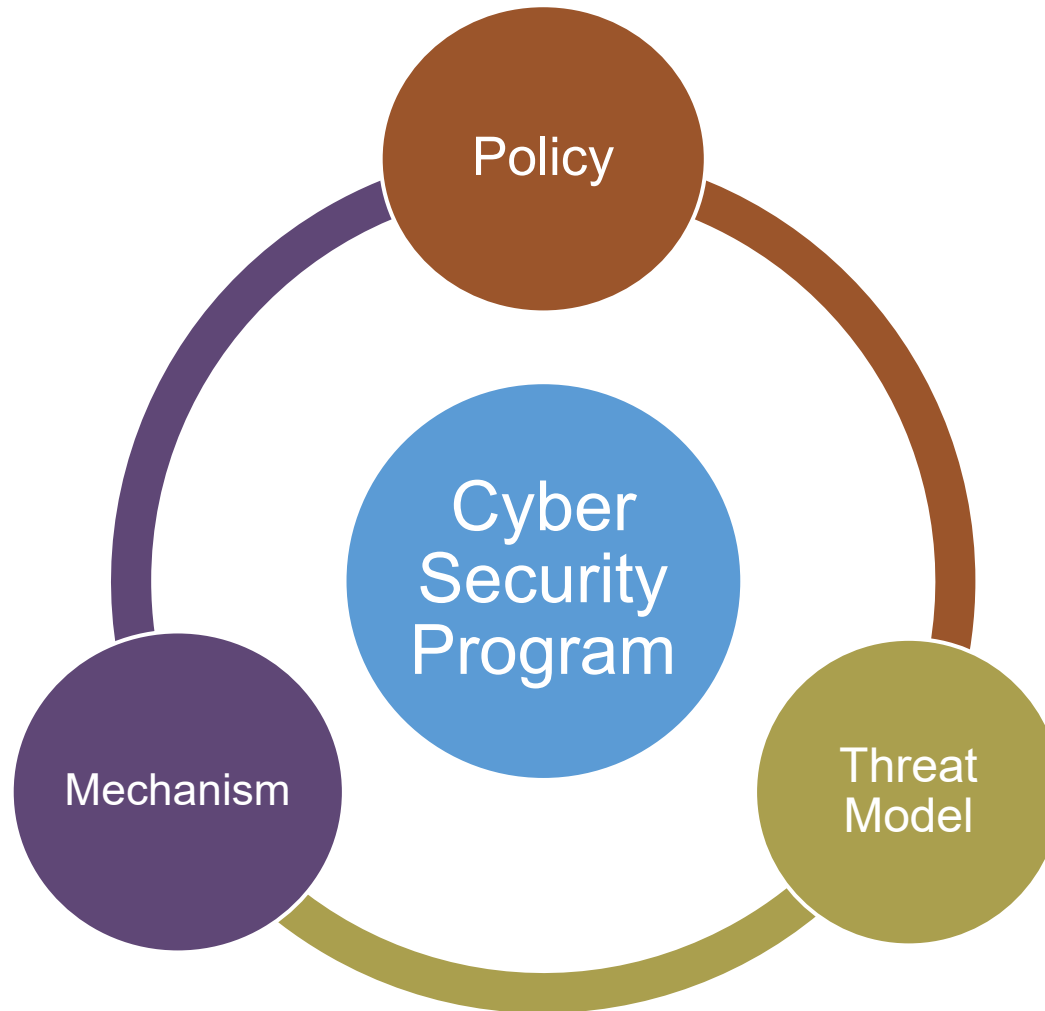 Policy
Cyber
Security
Program
Mechanism
Threat
Model